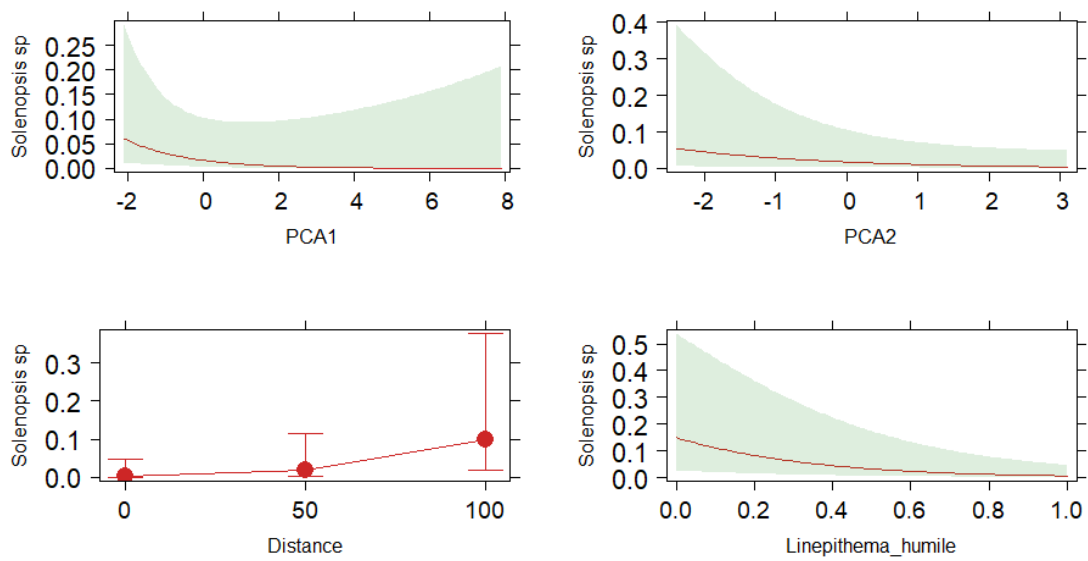 Solenopsis sp
0.25
0.20
0.15
0.10
0.05
0.00
-2 0 2 4 6 8
PCA1
Solenopsis sp
0.4
0.3
0.2
0.1
0.0
-2 -1 0 1 2 3
PCA2
Solenopsis sp
0.3
0.2
0.1
0.0
0 50 100
Distance
Solenopsis sp
0.5
0.4
0.3
0.2
0.1
0.0
0.0 0.2 0.4 0.6 0.8 1.0
Linepithema_humile